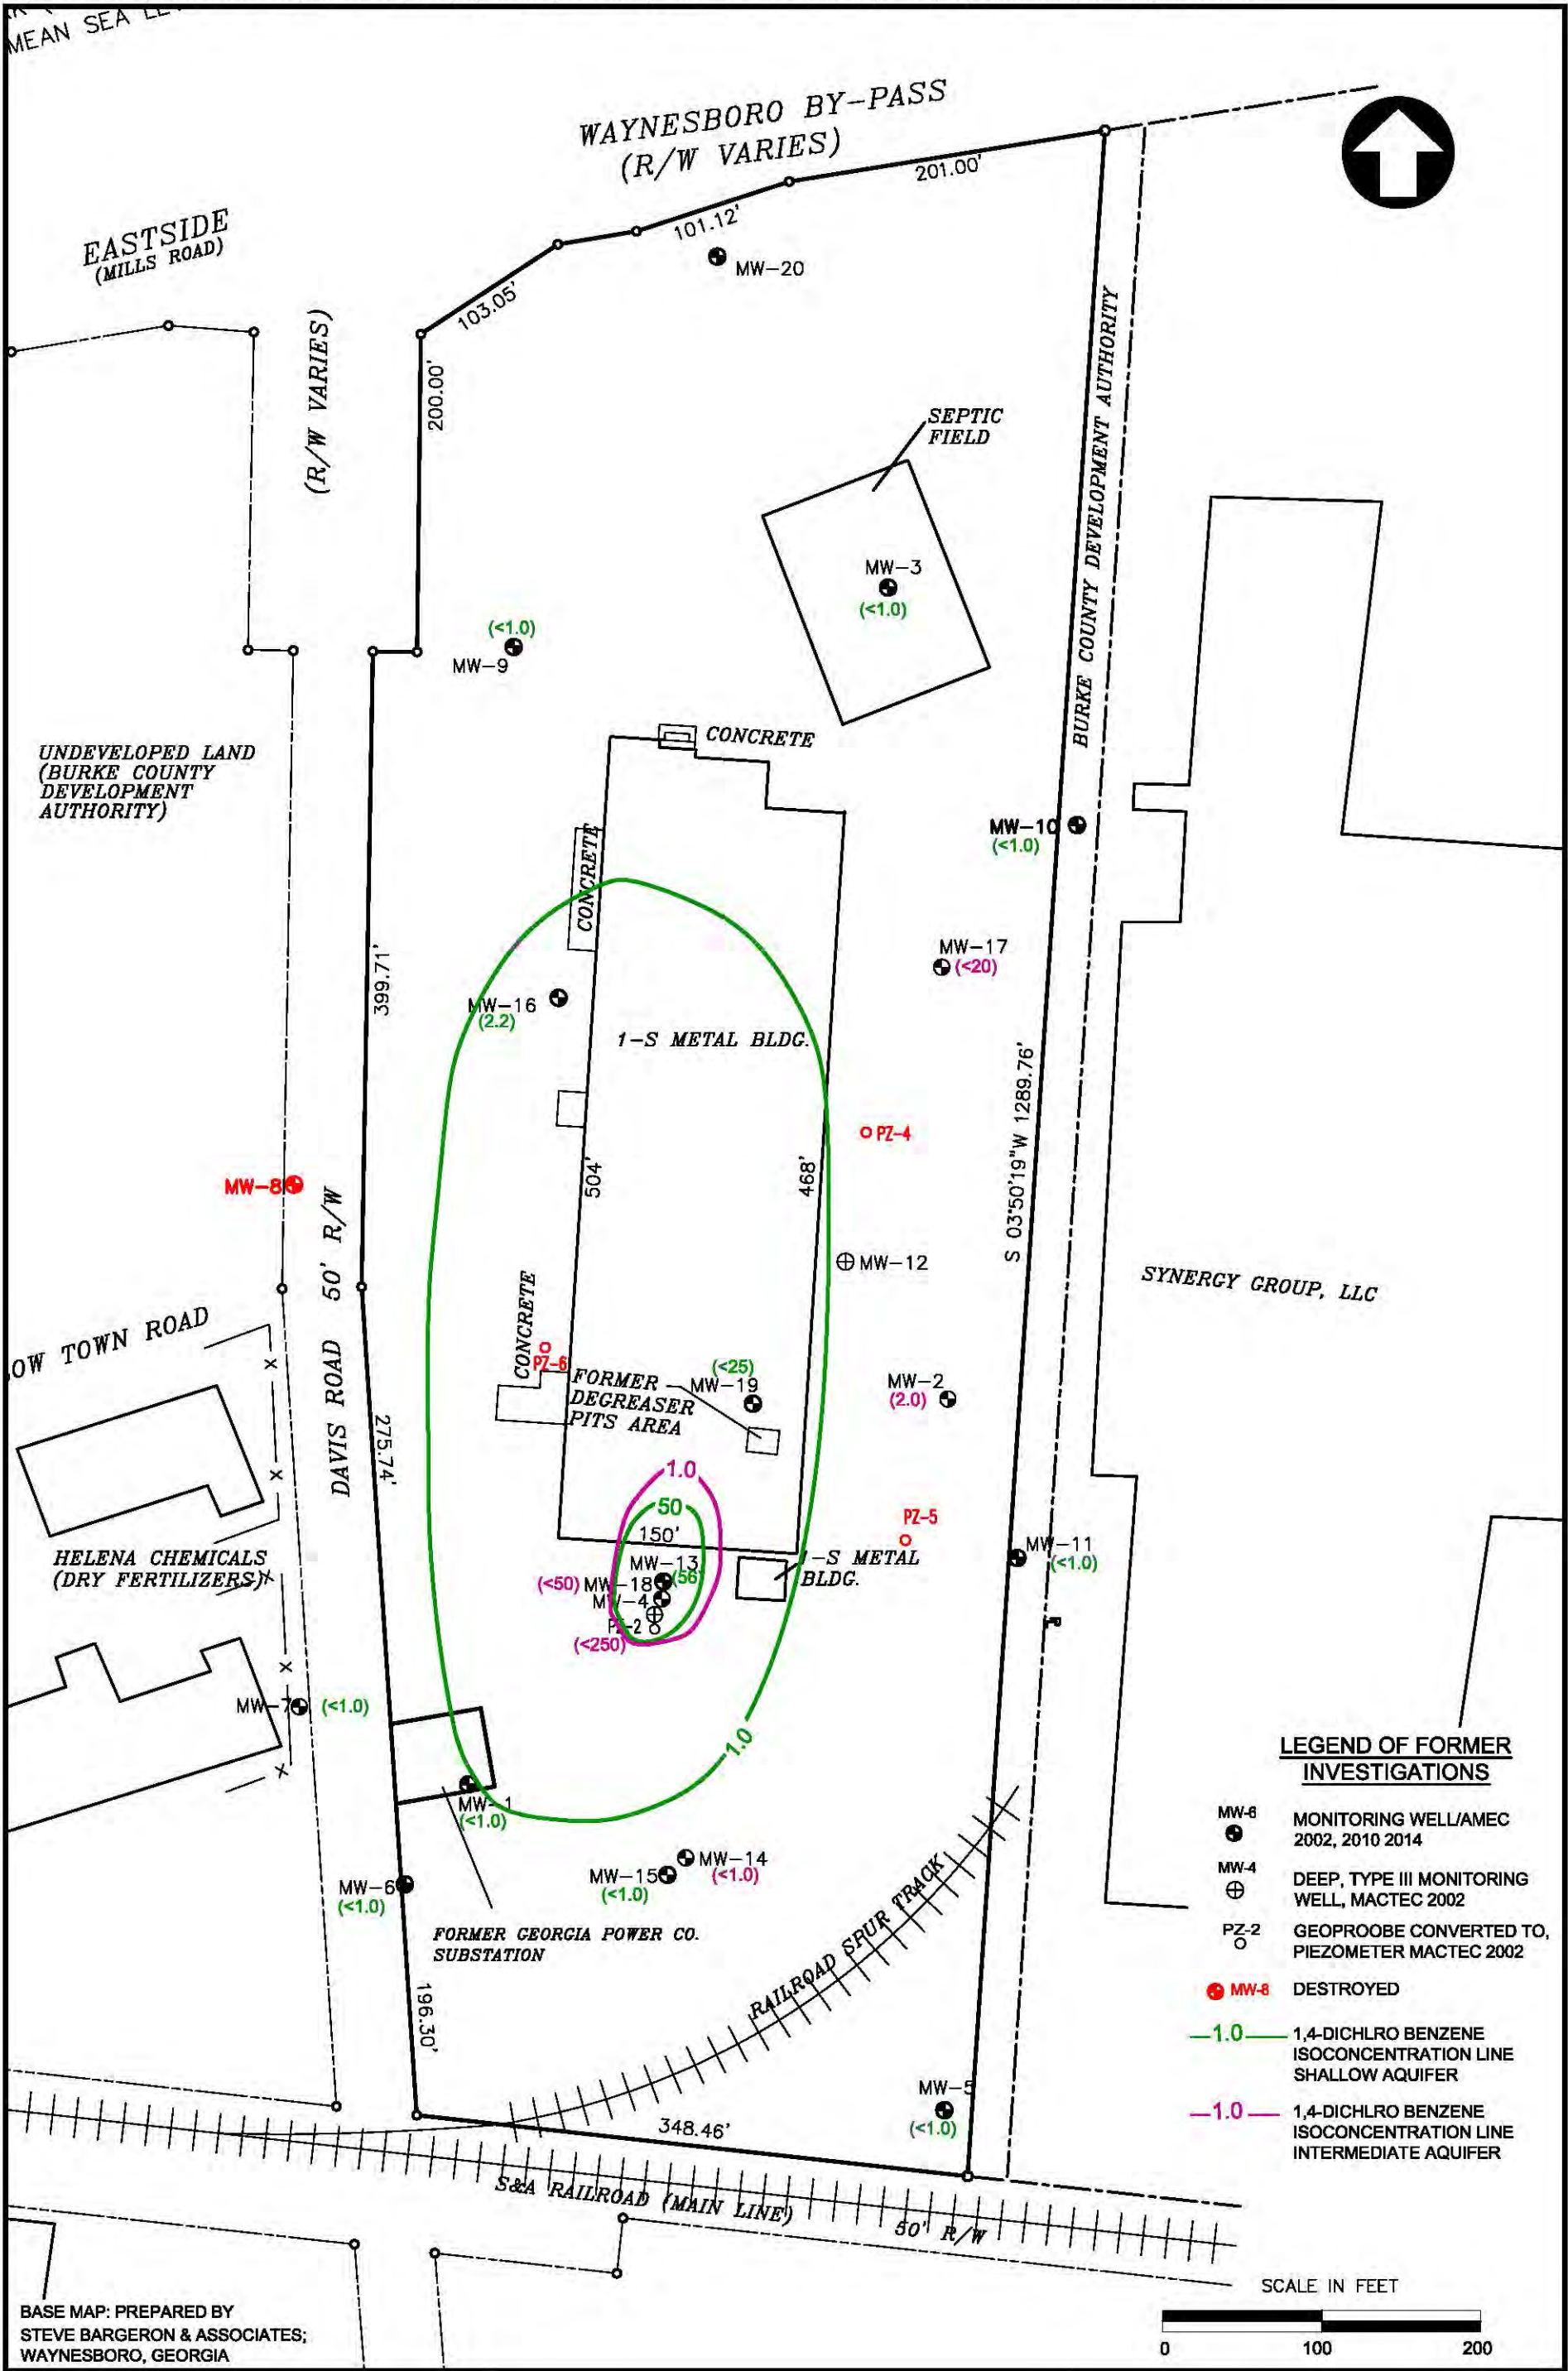 MEAN SEA
WAYNESBORO BY-PASS
(R/W VARIES)
201.00'
101.12'
MW-20
EASTSIDE
(MILLS ROAD)
103.05'
(R/W VARIES)
200.00'
BURKE COUNTY DEVELOPMENT AUTHORITY
SEPTIC
FIELD
MW-3
(<1.0)
(<1.0)
MW-9
UNDEVELOPED LAND
(BURKE COUNTY
DEVELOPMENT
AUTHORITY)
CONCRETE
MW-10
(<1.0)
CONCRETE
399.71'
MW-17
(<20)
MW-16
(2.2)
1-S METAL BLDG.
S 03°50'19"W 1289.76'
PZ-4
504'
468'
MW-8
DAVIS ROAD 50' R/W
MW-12
SYNERGY GROUP, LLC
OW TOWN ROAD
CONCRETE
PZ-6
(<25)
MW-19
FORMER
DEGREASER
PITS AREA
MW-2
(2.0)
275.74'
1.0
50
150'
PZ-5
HELENA CHEMICALS
(DRY FERTILIZERS)
MW-13
(56)
(<50) MW-18
MW-4
PZ-2
(<250)
1-S METAL
BLDG.
MW-11
(<1.0)
MW-7 (<1.0)
1.0
MW-1
(<1.0)
MW-14
(<1.0)
MW-15
(<1.0)
MW-6
(<1.0)
FORMER GEORGIA POWER CO.
SUBSTATION
RAILROAD SPUR TRACK
196.30'
MW-5
(<1.0)
348.46'
S&A RAILROAD (MAIN LINE)
50' R/W
LEGEND OF FORMER
INVESTIGATIONS
MW-6
MONITORING WELL/AMEC
2002, 2010 2014
MW-4
DEEP, TYPE III MONITORING
WELL, MACTEC 2002
PZ-2
GEOPROOBE CONVERTED TO,
PIEZOMETER MACTEC 2002
MW-8 DESTROYED
1.0 1,4-DICHLRO BENZENE
ISOCONCENTRATION LINE
SHALLOW AQUIFER
1.0 1,4-DICHLRO BENZENE
ISOCONCENTRATION LINE
INTERMEDIATE AQUIFER
SCALE IN FEET
0 100 200
BASE MAP: PREPARED BY
STEVE BARGERON & ASSOCIATES;
WAYNESBORO, GEORGIA